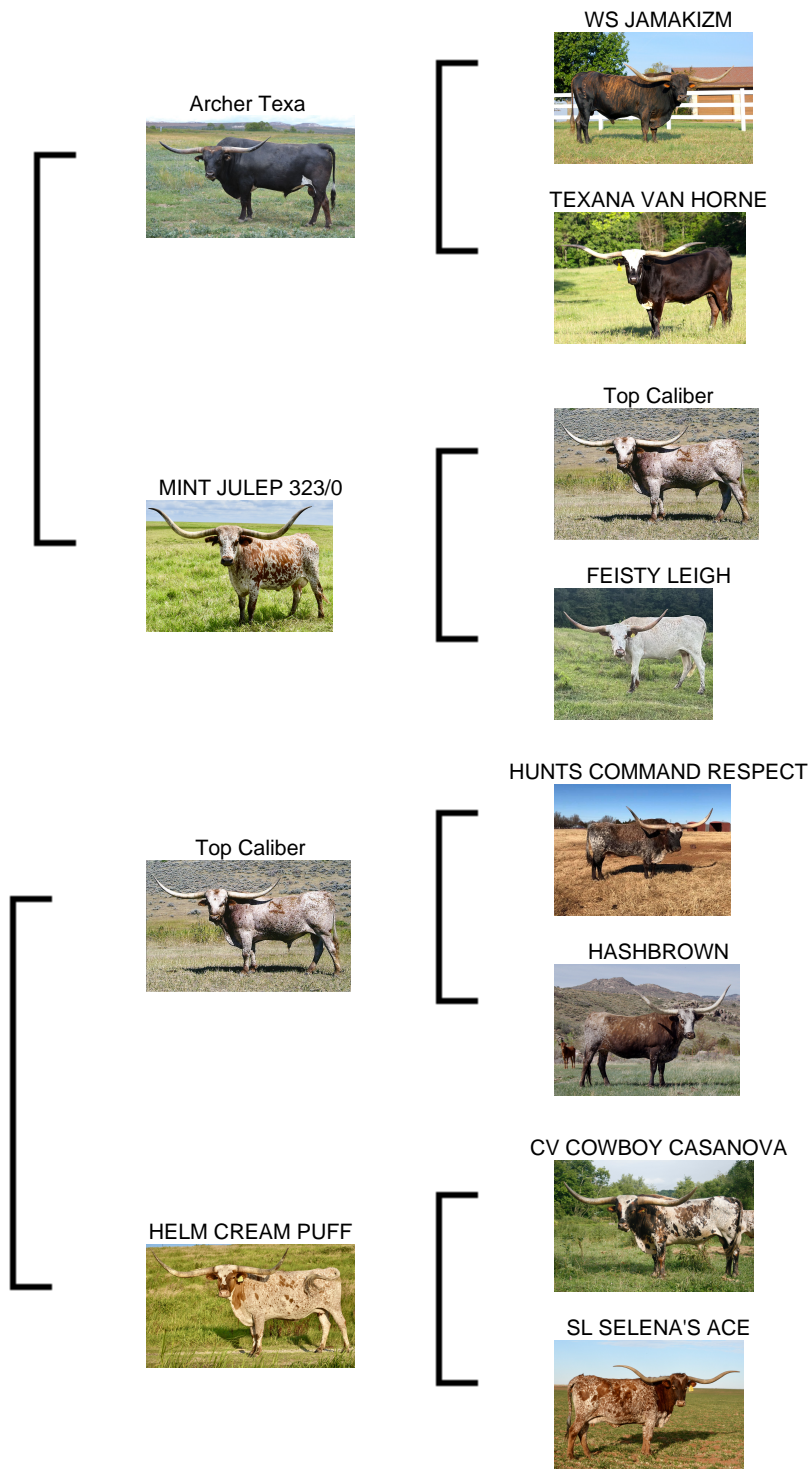 WS JAMAKIZM
Archer Texa
TEXANA VAN HORNE
Top Caliber
MINT JULEP 323/0
FEISTY LEIGH
HUNTS COMMAND RESPECT
Top Caliber
HASHBROWN
CV COWBOY CASANOVA
HELM CREAM PUFF
SL SELENA'S ACE